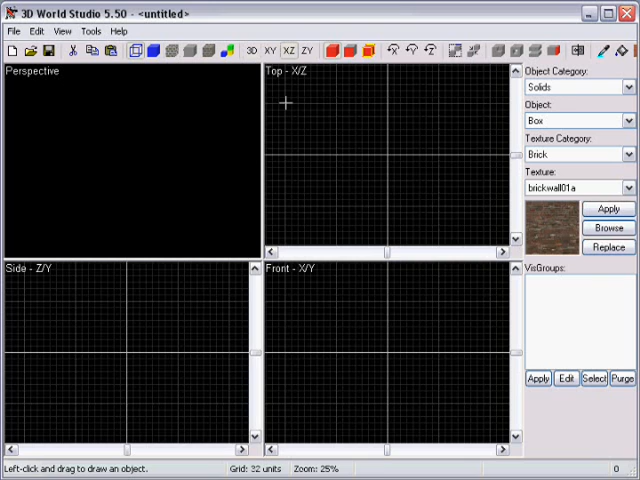 3D World Studio 5.50 - <untitled>
File Edit View Tools Help
3D XY XZ ZY X Y Z
Perspective
Top - X/Z
Side - Z/Y
Front - X/Y
Object Category:
Solids
Object:
Box
Texture Category:
Brick
Texture:
brickwall01a
Apply
Browse
Replace
VisGroups:
Apply Edit Select Purge
Left-click and drag to draw an object. Grid: 32 units Zoom: 25% 0